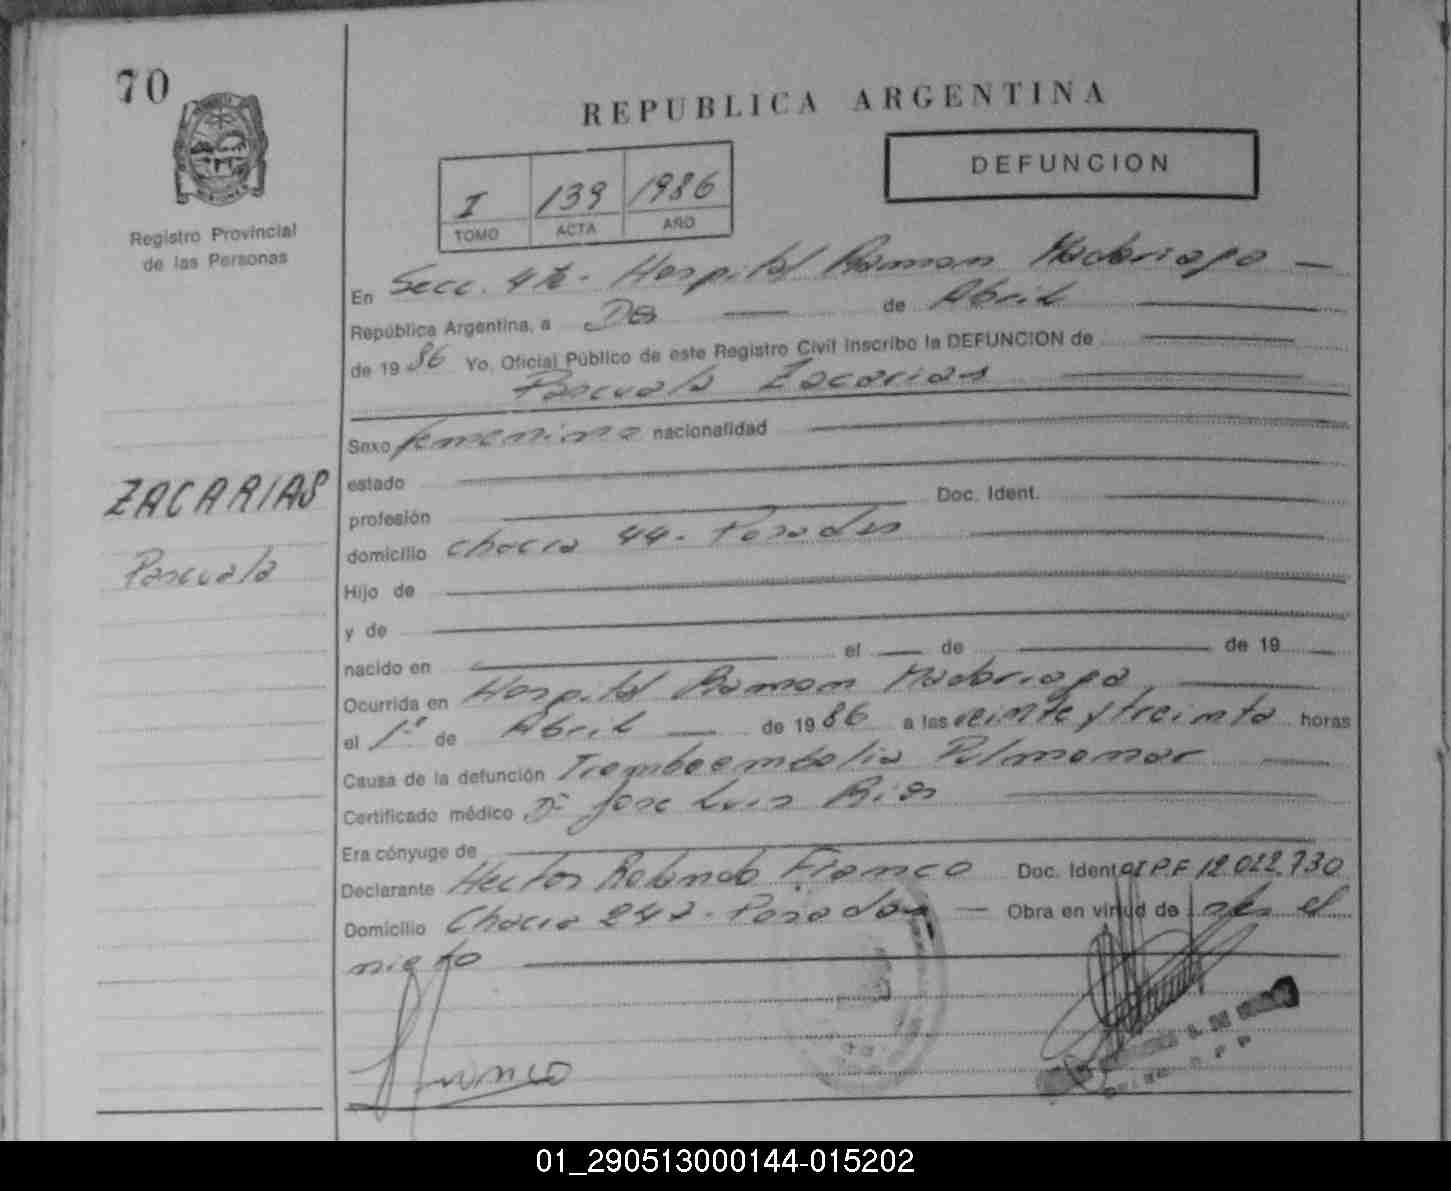 70
REPUBLICA ARGENTINA
DEFUNCION
I 139 1986
TOMO ACTA AÑO
Registro Provincial
de las Personas
En Secc. 4ta. Hospital Ramon Madariaga
República Argentina, a Dos de Abril
de 1986 Yo, Oficial Público de este Registro Civil Inscribo la DEFUNCION de
Pascuala Zacarias
Sexo femenino nacionalidad
estado
profesión Doc. Ident.
ZACARIAS
Pascuala
domicilio chacra 44. Posadas
Hijo de
y de
nacido en el de de 19
Ocurrida en Hospital Ramon Madariaga
el 1º de Abril de 1986 a las veinte y treinta horas
Causa de la defunción Tromboembolia Pulmonar
Certificado médico Dr Jose Luis Rios
Era cónyuge de
Declarante Hector Rolando Franco Doc. Ident. 12.022.730
Domicilio Chacra 247. Posadas Obra en virtud de ser el
nieto
Franco
01_290513000144-015202